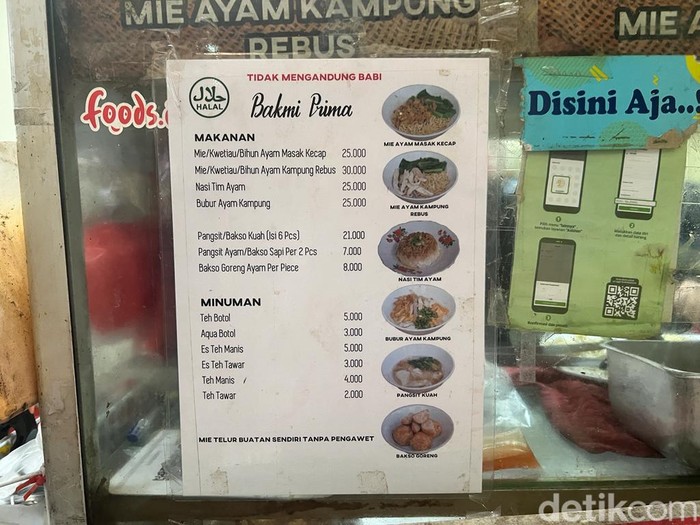 MIE AYAM KAMPUNG
REBUS
MIE A
foods.
TIDAK MENGANDUNG BABI
حلال
HALAL
Bakmi Prima
MAKANAN
Mie/Kwetiau/Bihun Ayam Masak Kecap 25.000
Mie/Kwetiau/Bihun Ayam Kampung Rebus 30.000
Nasi Tim Ayam 25.000
Bubur Ayam Kampung 25.000
Pangsit/Bakso Kuah (Isi 6 Pcs) 21.000
Pangsit Ayam/Bakso Sapi Per 2 Pcs 7.000
Bakso Goreng Ayam Per Piece 8.000
MINUMAN
Teh Botol 5.000
Aqua Botol 3.000
Es Teh Manis 5.000
Es Teh Tawar 3.000
Teh Manis 4.000
Teh Tawar 2.000
MIE TELUR BUATAN SENDIRI TANPA PENGAWET
MIE AYAM MASAK KECAP
MIE AYAM KAMPUNG
REBUS
NASI TIM AYAM
BUBUR AYAM KAMPUNG
PANGSIT KUAH
BAKSO GORENG
Disini Aja..
1
2
3
detikcom